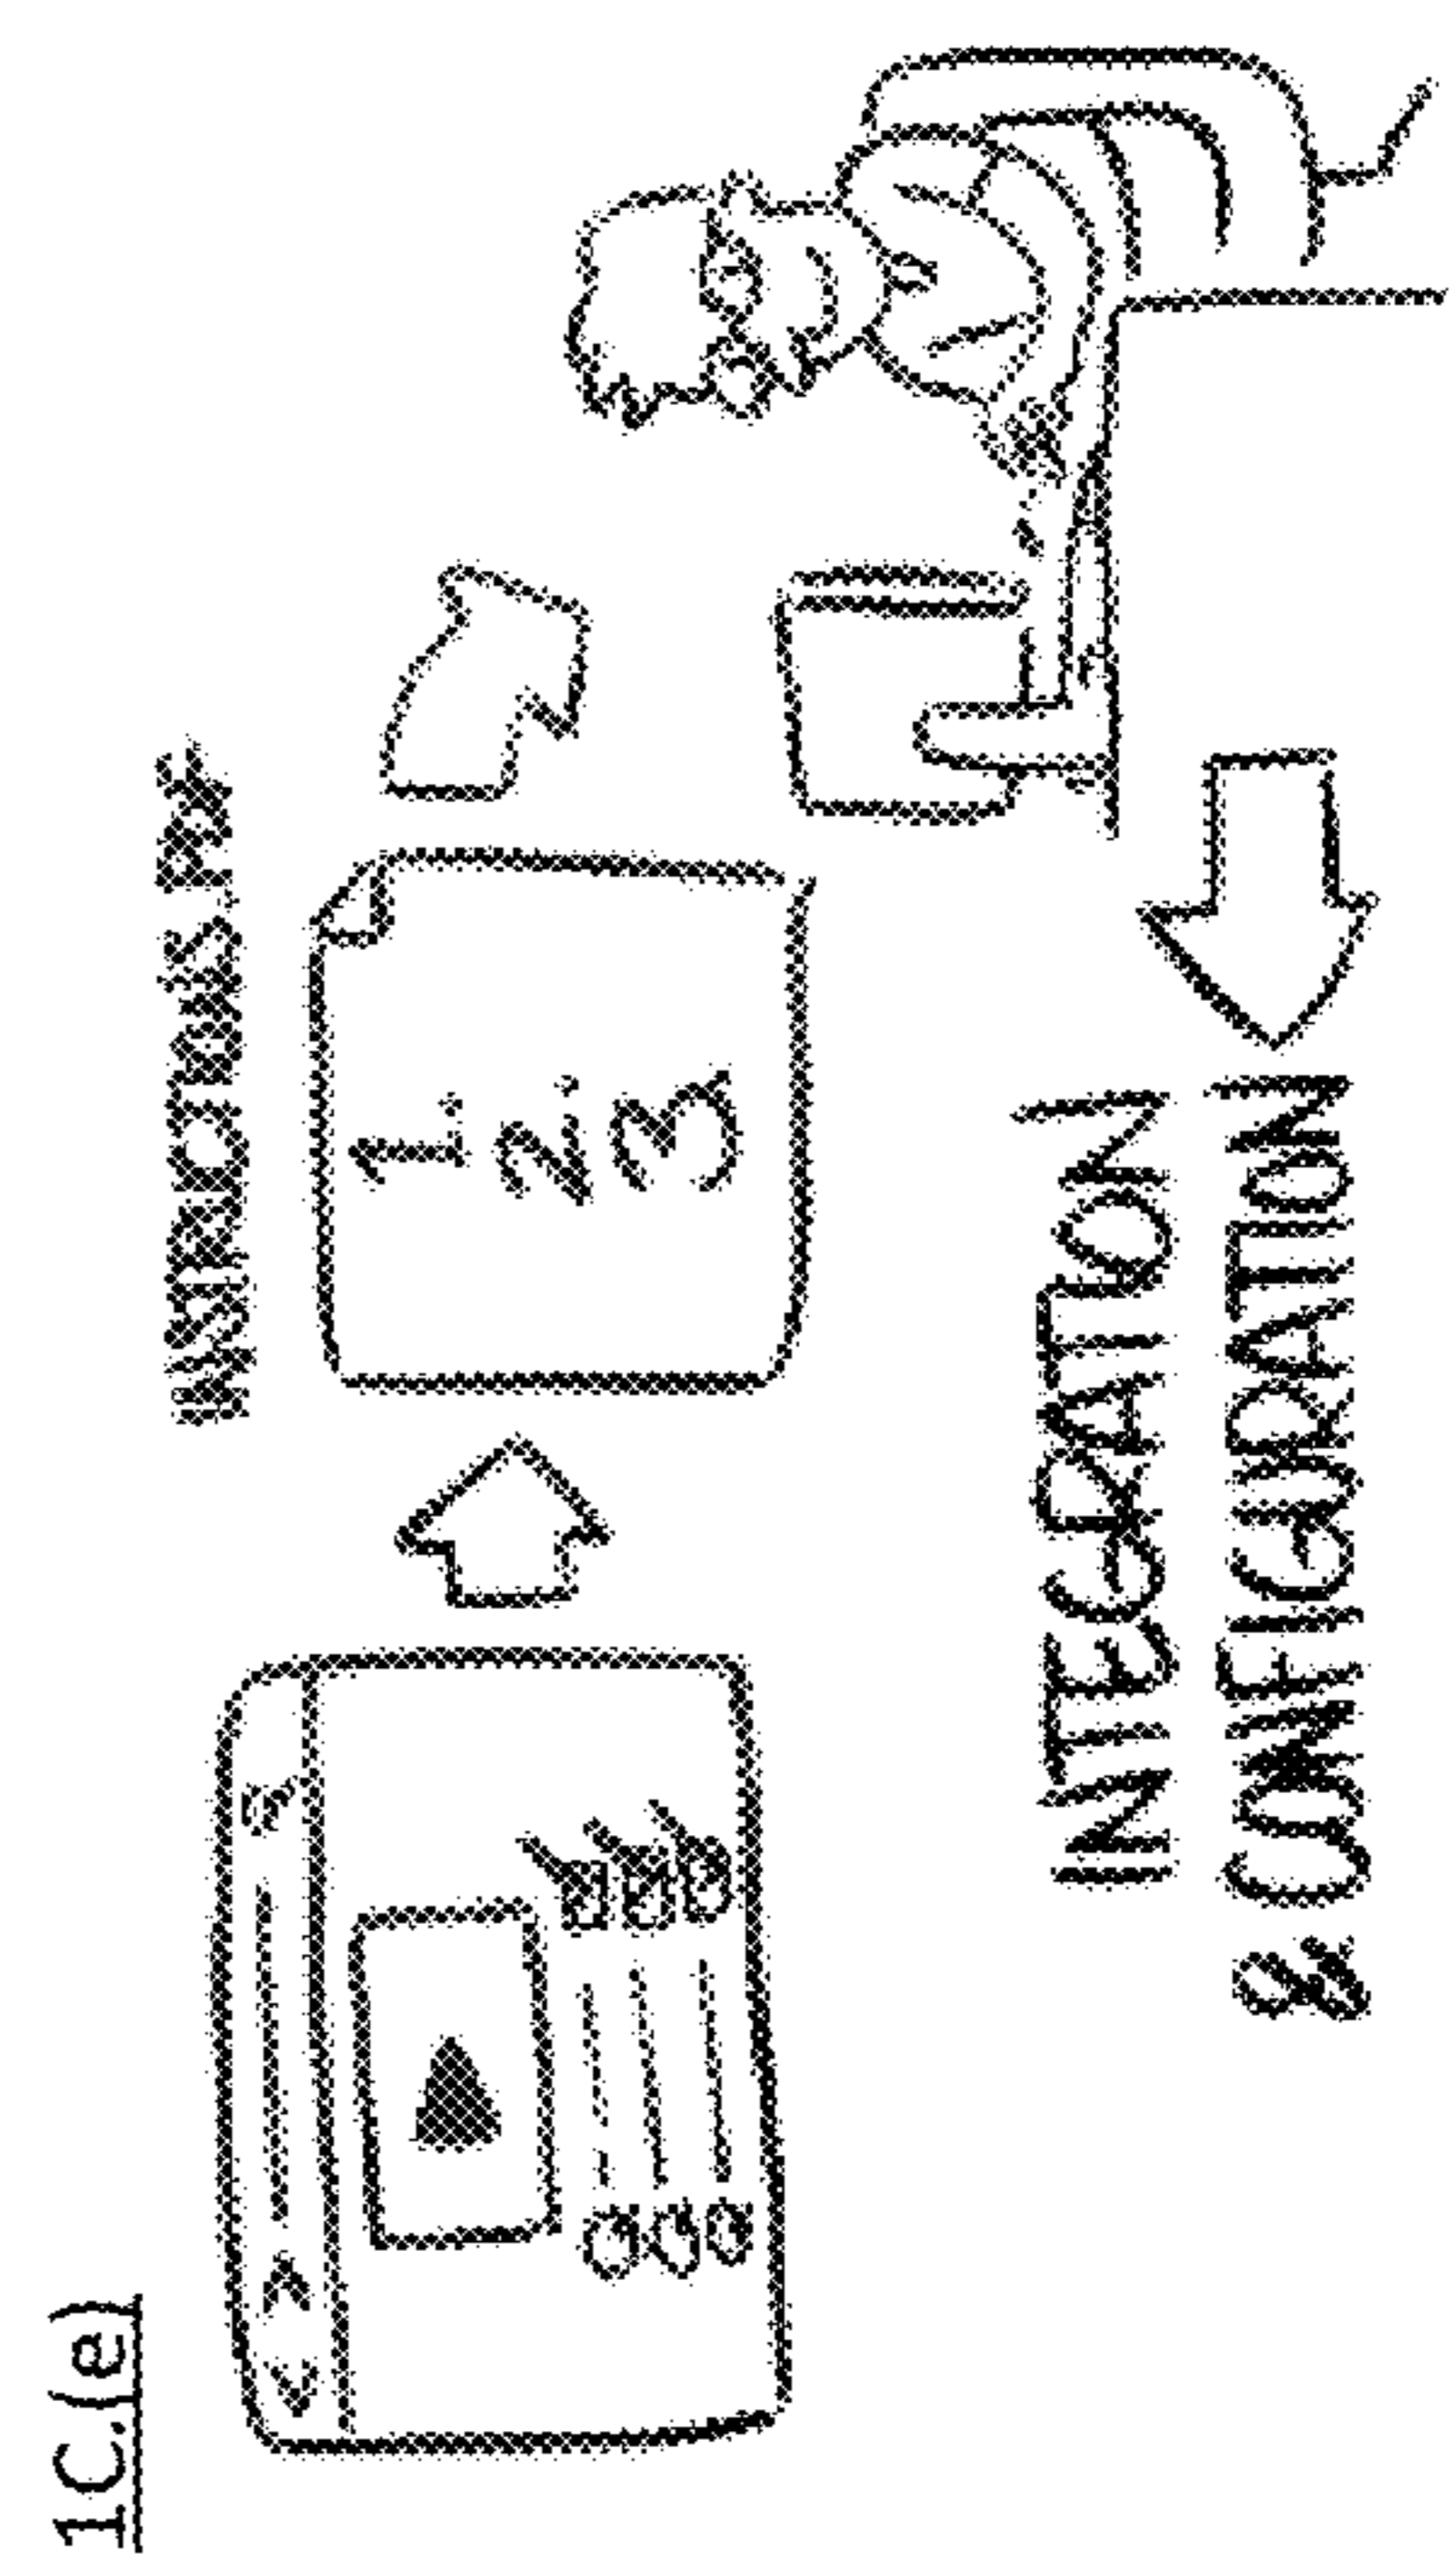 1C.(e)
INSTRUCTIONS.PDF
1.
2.
3
INTEGRATION
& CONFIGURATION